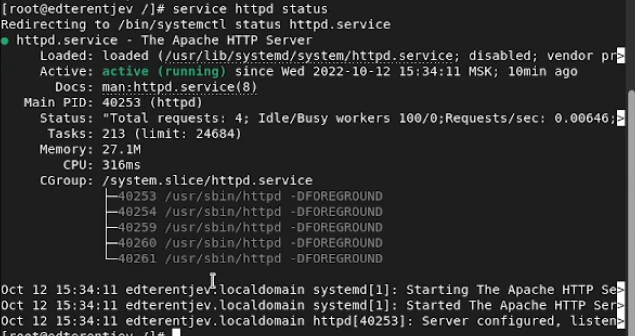 [root@edterentjev /]# service httpd status
Redirecting to /bin/systemctl status httpd.service
● httpd.service - The Apache HTTP Server
Loaded: loaded (/usr/lib/systemd/system/httpd.service; disabled; vendor pr>
Active: active (running) since Wed 2022-10-12 15:34:11 MSK; 10min ago
Docs: man:httpd.service(8)
Main PID: 40253 (httpd)
Status: "Total requests: 4; Idle/Busy workers 100/0;Requests/sec: 0.00646;>
Tasks: 213 (limit: 24684)
Memory: 27.1M
CPU: 316ms
CGroup: /system.slice/httpd.service
├─40253 /usr/sbin/httpd -DFOREGROUND
├─40254 /usr/sbin/httpd -DFOREGROUND
├─40259 /usr/sbin/httpd -DFOREGROUND
├─40260 /usr/sbin/httpd -DFOREGROUND
└─40261 /usr/sbin/httpd -DFOREGROUND
Oct 12 15:34:11 edterentjev.localdomain systemd[1]: Starting The Apache HTTP Se>
Oct 12 15:34:11 edterentjev.localdomain systemd[1]: Started The Apache HTTP Ser>
Oct 12 15:34:11 edterentjev.localdomain httpd[40253]: Server configured, listen>
[root@edterentjev /]#